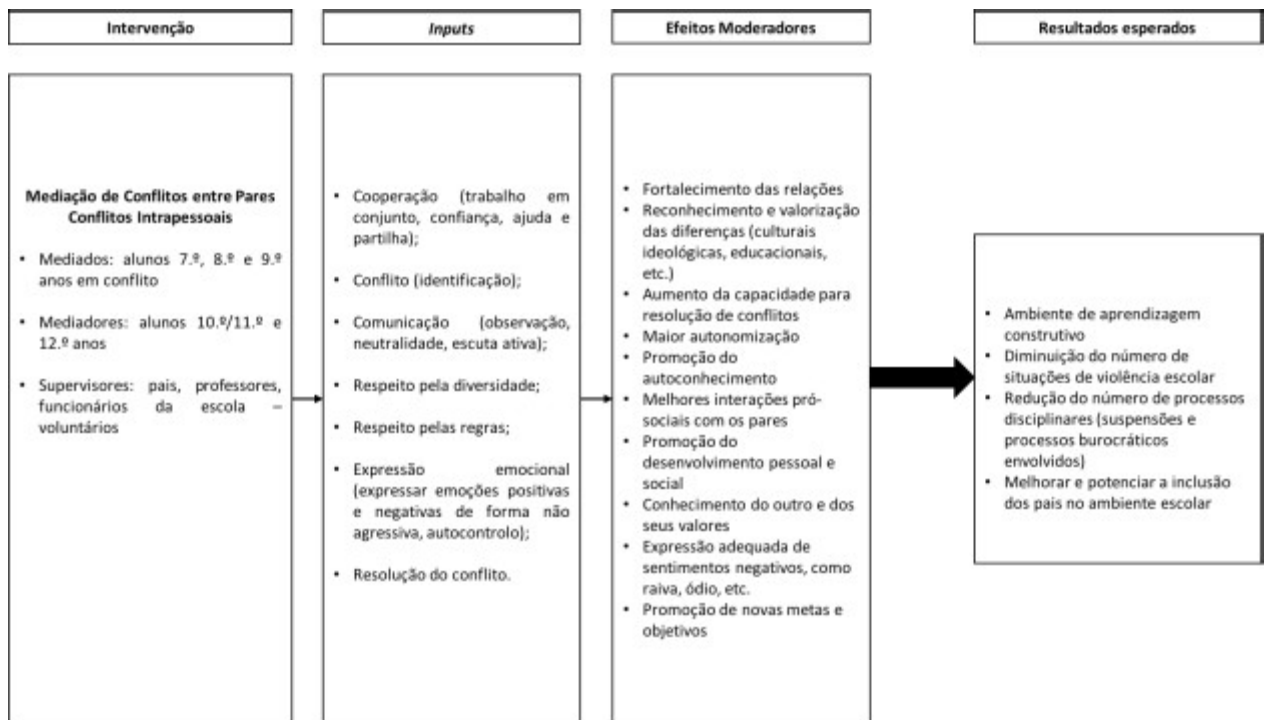 Intervenção
Inputs
Efeitos Moderadores
Resultados esperados
Mediação de Conflitos entre Pares
Conflitos Intrapessoais
• Mediados: alunos 7.º, 8.º e 9.º
anos em conflito
• Mediadores: alunos 10.º/11.º e
12.º anos
• Supervisores: pais, professores,
funcionários da escola –
voluntários
• Cooperação (trabalho em
conjunto, confiança, ajuda e
partilha);
• Conflito (identificação);
• Comunicação (observação,
neutralidade, escuta ativa);
• Respeito pela diversidade;
• Respeito pelas regras;
• Expressão emocional
(expressar emoções positivas
e negativas de forma não
agressiva, autocontrolo);
• Resolução do conflito.
• Fortalecimento das relações
• Reconhecimento e valorização
das diferenças (culturais
ideológicas, educacionais,
etc.)
• Aumento da capacidade para
resolução de conflitos
• Maior autonomização
• Promoção do
autoconhecimento
• Melhores interações pró-
sociais com os pares
• Promoção do
desenvolvimento pessoal e
social
• Conhecimento do outro e dos
seus valores
• Expressão adequada de
sentimentos negativos, como
raiva, ódio, etc.
• Promoção de novas metas e
objetivos
• Ambiente de aprendizagem
construtivo
• Diminuição do número de
situações de violência escolar
• Redução do número de processos
disciplinares (suspensões e
processos burocráticos
envolvidos)
• Melhorar e potenciar a inclusão
dos pais no ambiente escolar